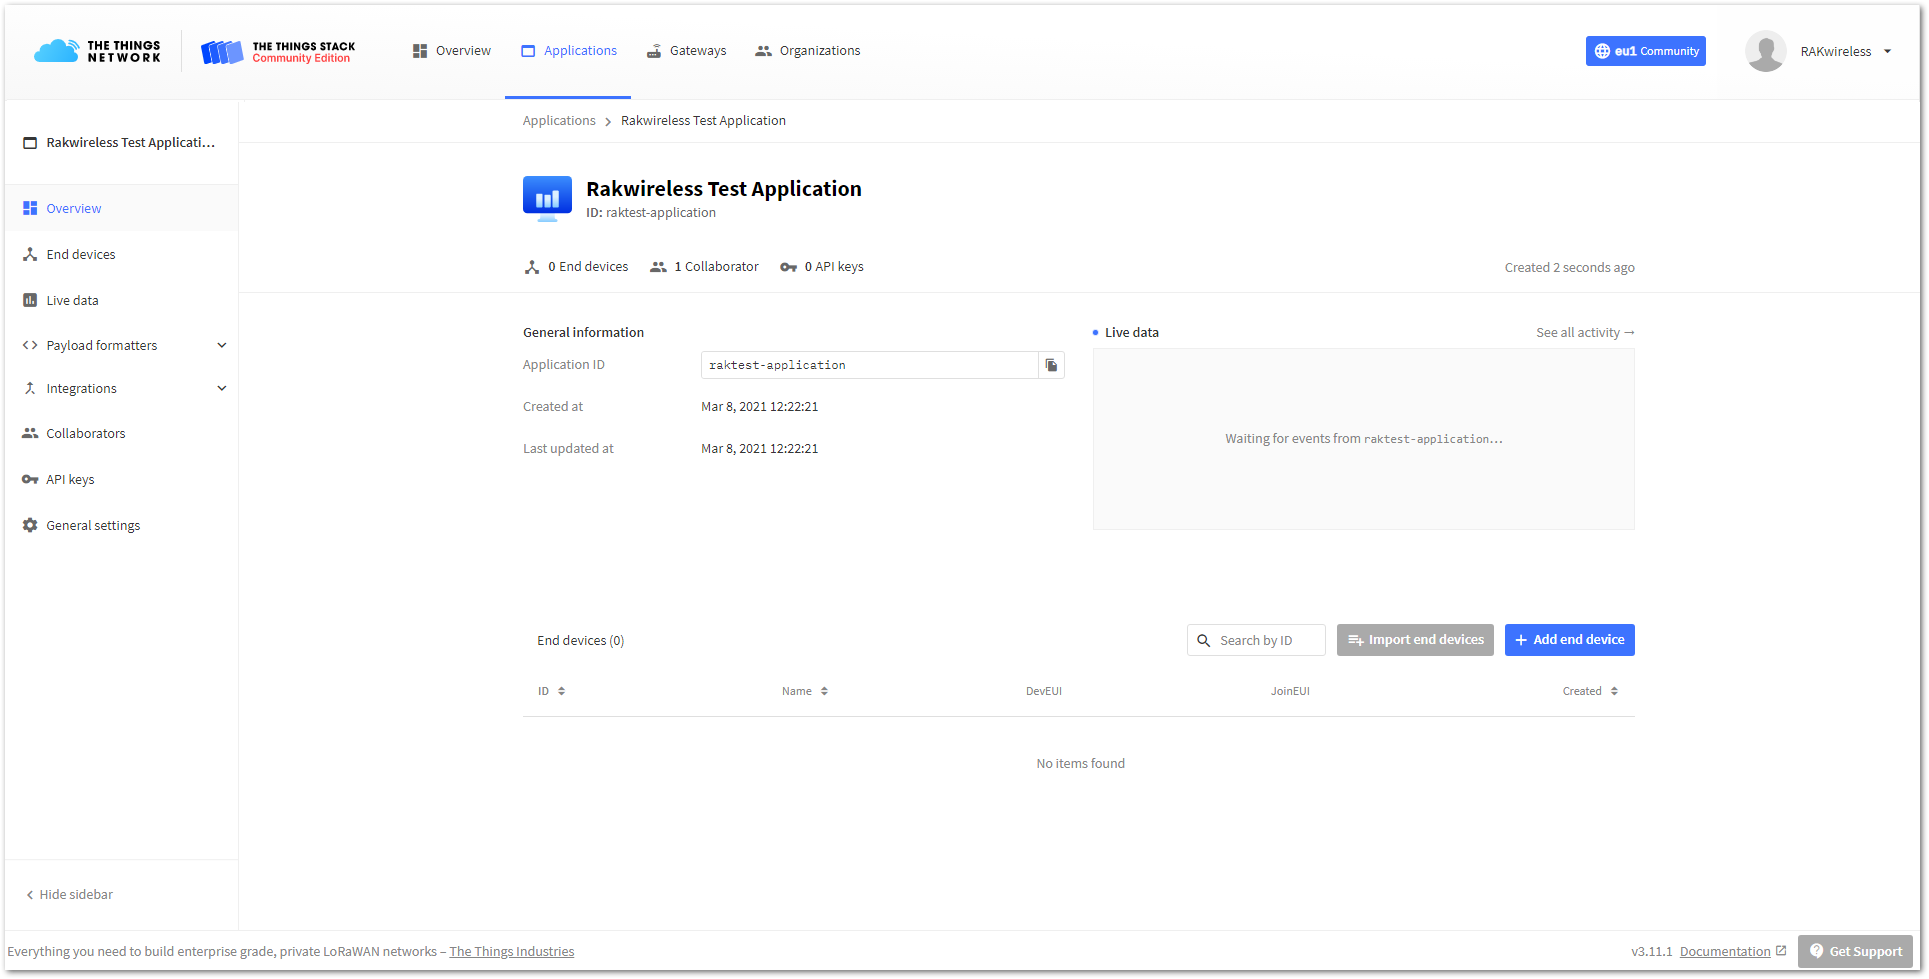 THE THINGS
NETWORK
THE THINGS STACK
Community Edition
Overview
Applications
Gateways
Organizations
eu1 Community
RAKwireless
Rakwireless Test Applicati...
Overview
End devices
Live data
Payload formatters
Integrations
Collaborators
API keys
General settings
Hide sidebar
Applications > Rakwireless Test Application
Rakwireless Test Application
ID: raktest-application
0 End devices
1 Collaborator
0 API keys
Created 2 seconds ago
General information
Application ID
raktest-application
Created at
Mar 8, 2021 12:22:21
Last updated at
Mar 8, 2021 12:22:21
Live data
See all activity →
Waiting for events from raktest-application...
End devices (0)
Search by ID
Import end devices
+ Add end device
ID
Name
DevEUI
JoinEUI
Created
No items found
Everything you need to build enterprise grade, private LoRaWAN networks – The Things Industries
v3.11.1
Documentation
Get Support